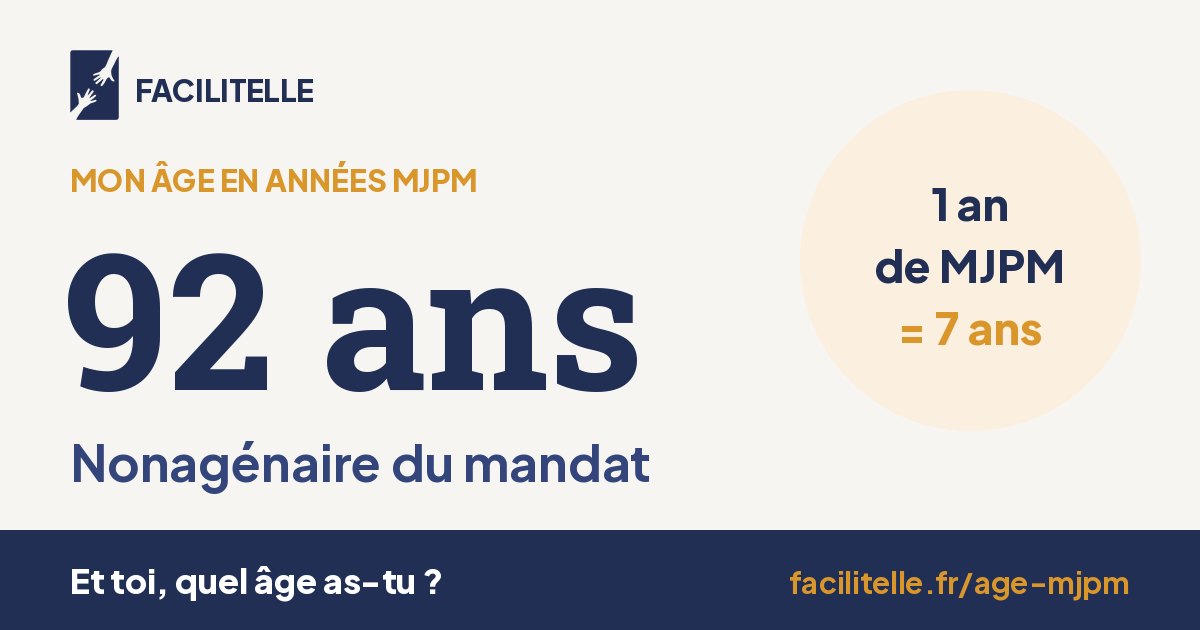 FACILITELLE
MON ÂGE EN ANNÉES MJPM
92 ans
Nonagénaire du mandat
1 an
de MJPM
= 7 ans
Et toi, quel âge as-tu ?
facilitelle.fr/age-mjpm